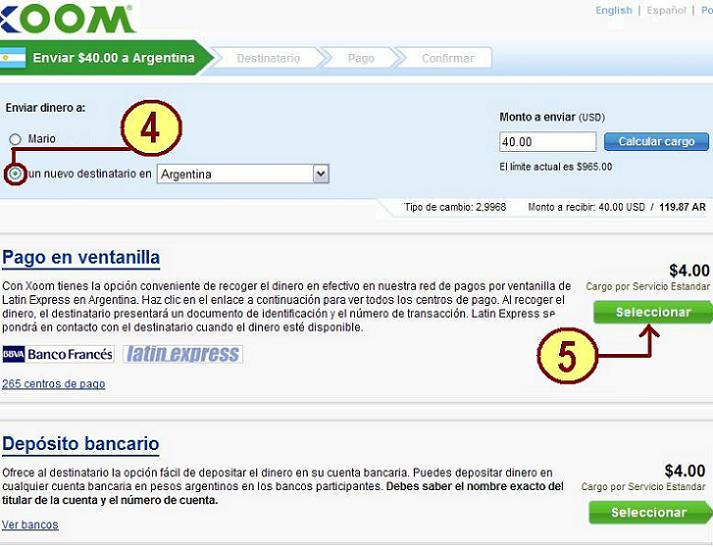 XOOM
English | Español | Po
Enviar $40.00 a Argentina
Destinatario
Pago
Confirmar
Enviar dinero a:
Mario
4
un nuevo destinatario en
Argentina
Monto a enviar (USD)
40.00
Calcular cargo
El límite actual es $965.00
Tipo de cambio: 2,9968
Monto a recibir: 40.00 USD / 119.87 AR
Pago en ventanilla
Con Xoom tienes la opción conveniente de recoger el dinero en efectivo en nuestra red de pagos por ventanilla de
Latin Express en Argentina. Haz clic en el enlace a continuación para ver todos los centros de pago. Al recoger el
dinero, el destinatario presentará un documento de identificación y el número de transacción. Latin Express se
pondrá en contacto con el destinatario cuando el dinero esté disponible.
$4.00
Cargo por Servicio Estandar
Seleccionar
5
BBVA Banco Francés
latin express
265 centros de pago
Depósito bancario
Ofrece al destinatario la opción fácil de depositar el dinero en su cuenta bancaria. Puedes depositar dinero en
cualquier cuenta bancaria en pesos argentinos en los bancos participantes. Debes saber el nombre exacto del
titular de la cuenta y el número de cuenta.
$4.00
Cargo por Servicio Estandar
Seleccionar
Ver bancos